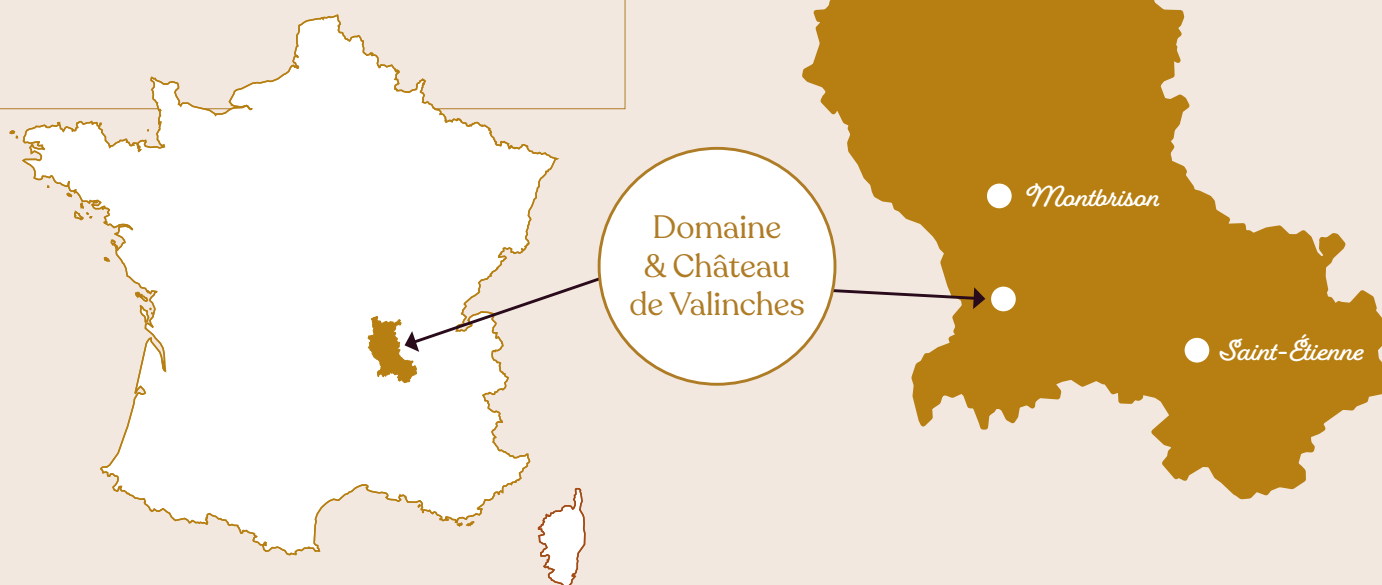 Domaine
& Château
de Valinches
Montbrison
Saint-Étienne